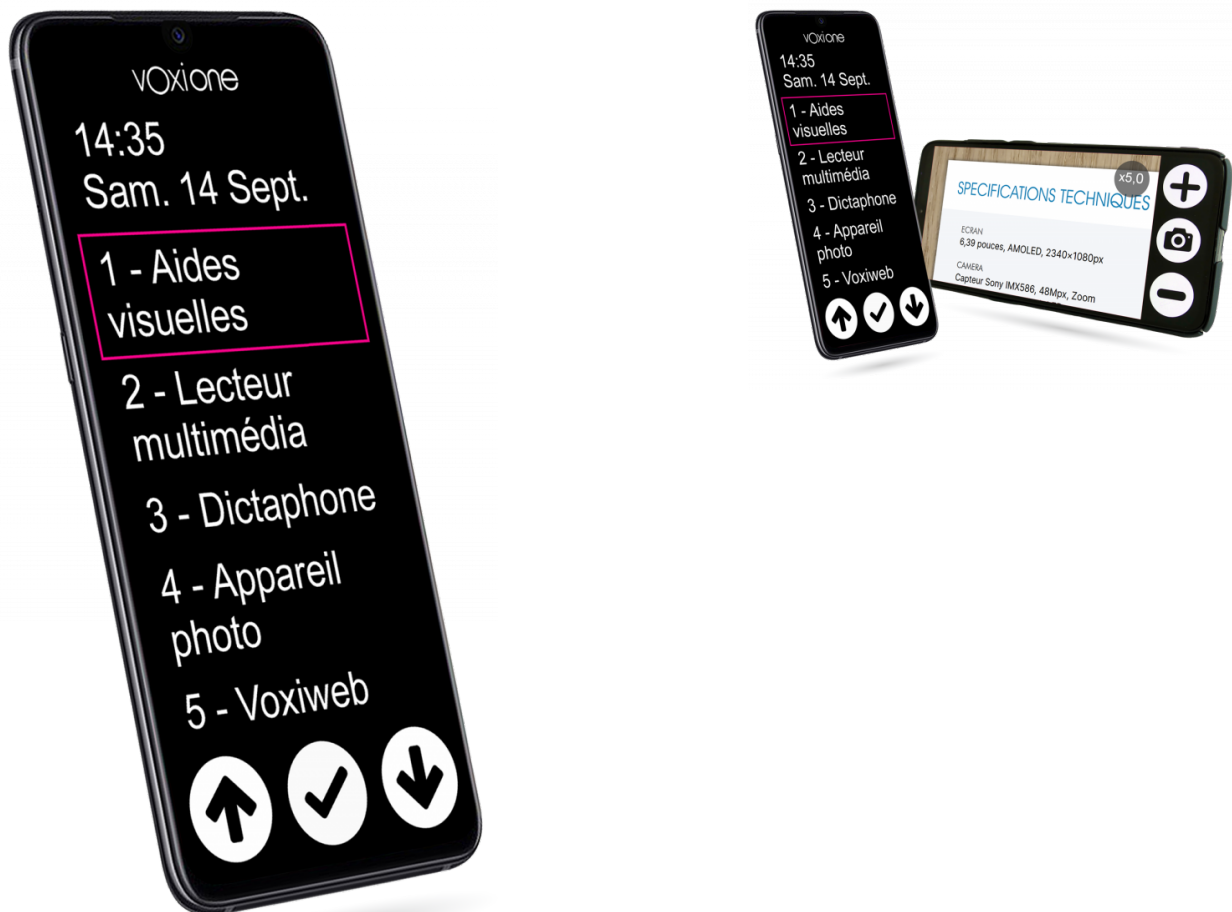 vOxione
14:35
Sam. 14 Sept.
1 - Aides
visuelles
2 - Lecteur
multimédia
3 - Dictaphone
4 - Appareil
photo
5 - Voxiweb
vOxione
14:35
Sam. 14 Sept.
1 - Aides
visuelles
2 - Lecteur
multimédia
3 - Dictaphone
4 - Appareil
photo
5 - Voxiweb
x5,0
SPECIFICATIONS TECHNIQUES
ECRAN
6,39 pouces, AMOLED, 2340×1080px
CAMERA
Capteur Sony IMX586, 48Mpx, Zoom